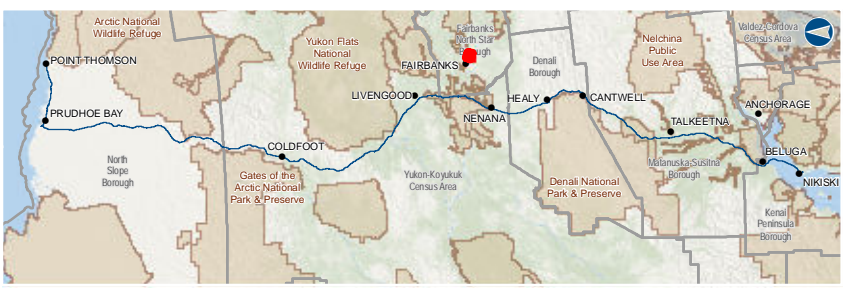 Arctic National
Wildlife Refuge
POINT THOMSON
PRUDHOE BAY
North
Slope
Borough
COLDFOOT
Gates of the
Arctic National
Park & Preserve
Yukon Flats
National
Wildlife Refuge
LIVENGOOD
Fairbanks
North Star
Borough
FAIRBANKS
NENANA
Yukon-Koyukuk
Census Area
Denali
Borough
HEALY
CANTWELL
Denali National
Park & Preserve
Nelchina
Public
Use Area
TALKEETNA
Matanuska-Susitna
Borough
Valdez-Cordova
Census Area
ANCHORAGE
BELUGA
NIKISKI
Kenai
Peninsula
Borough